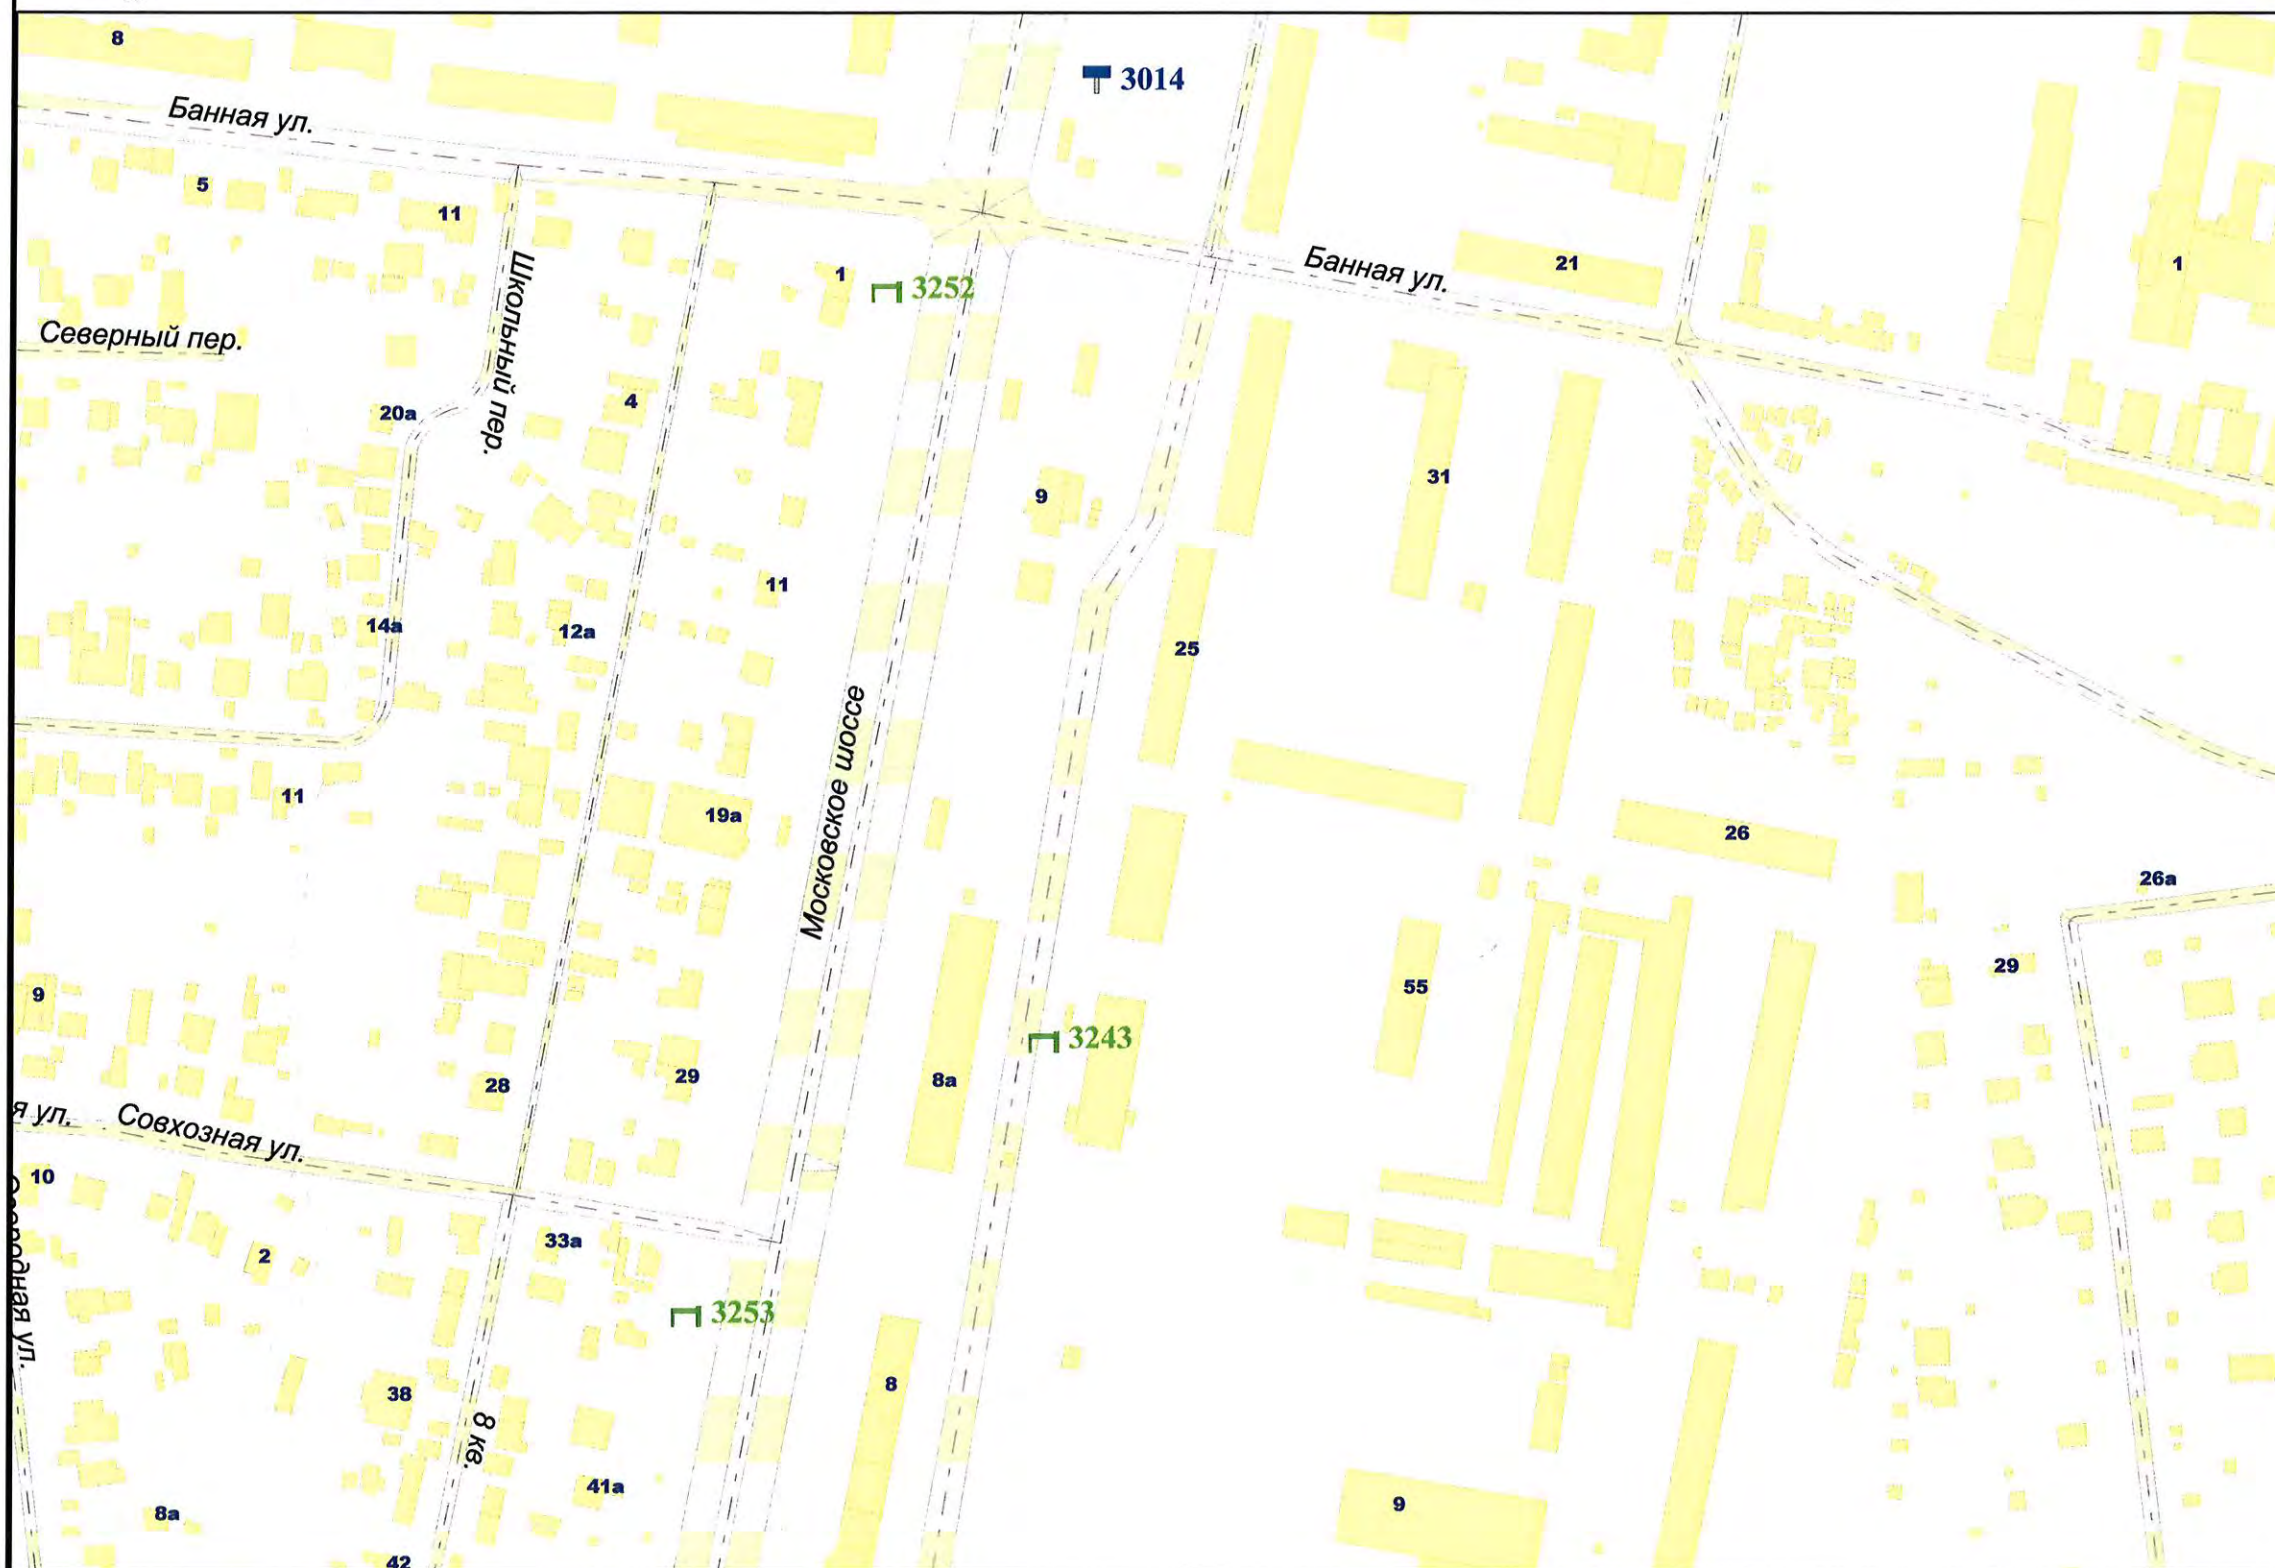 8
3014
Банная ул.
5
11
1
3252
Банная ул.
21
1
Школьный пер.
Северный пер.
20а
4
31
9
11
14а
12а
25
Московское шоссе
11
19а
26
26а
9
55
29
3243
28
29
8а
я ул.
Совхозная ул.
10
33а
2
3253
38
8
8 кв.
41а
9
8а
42